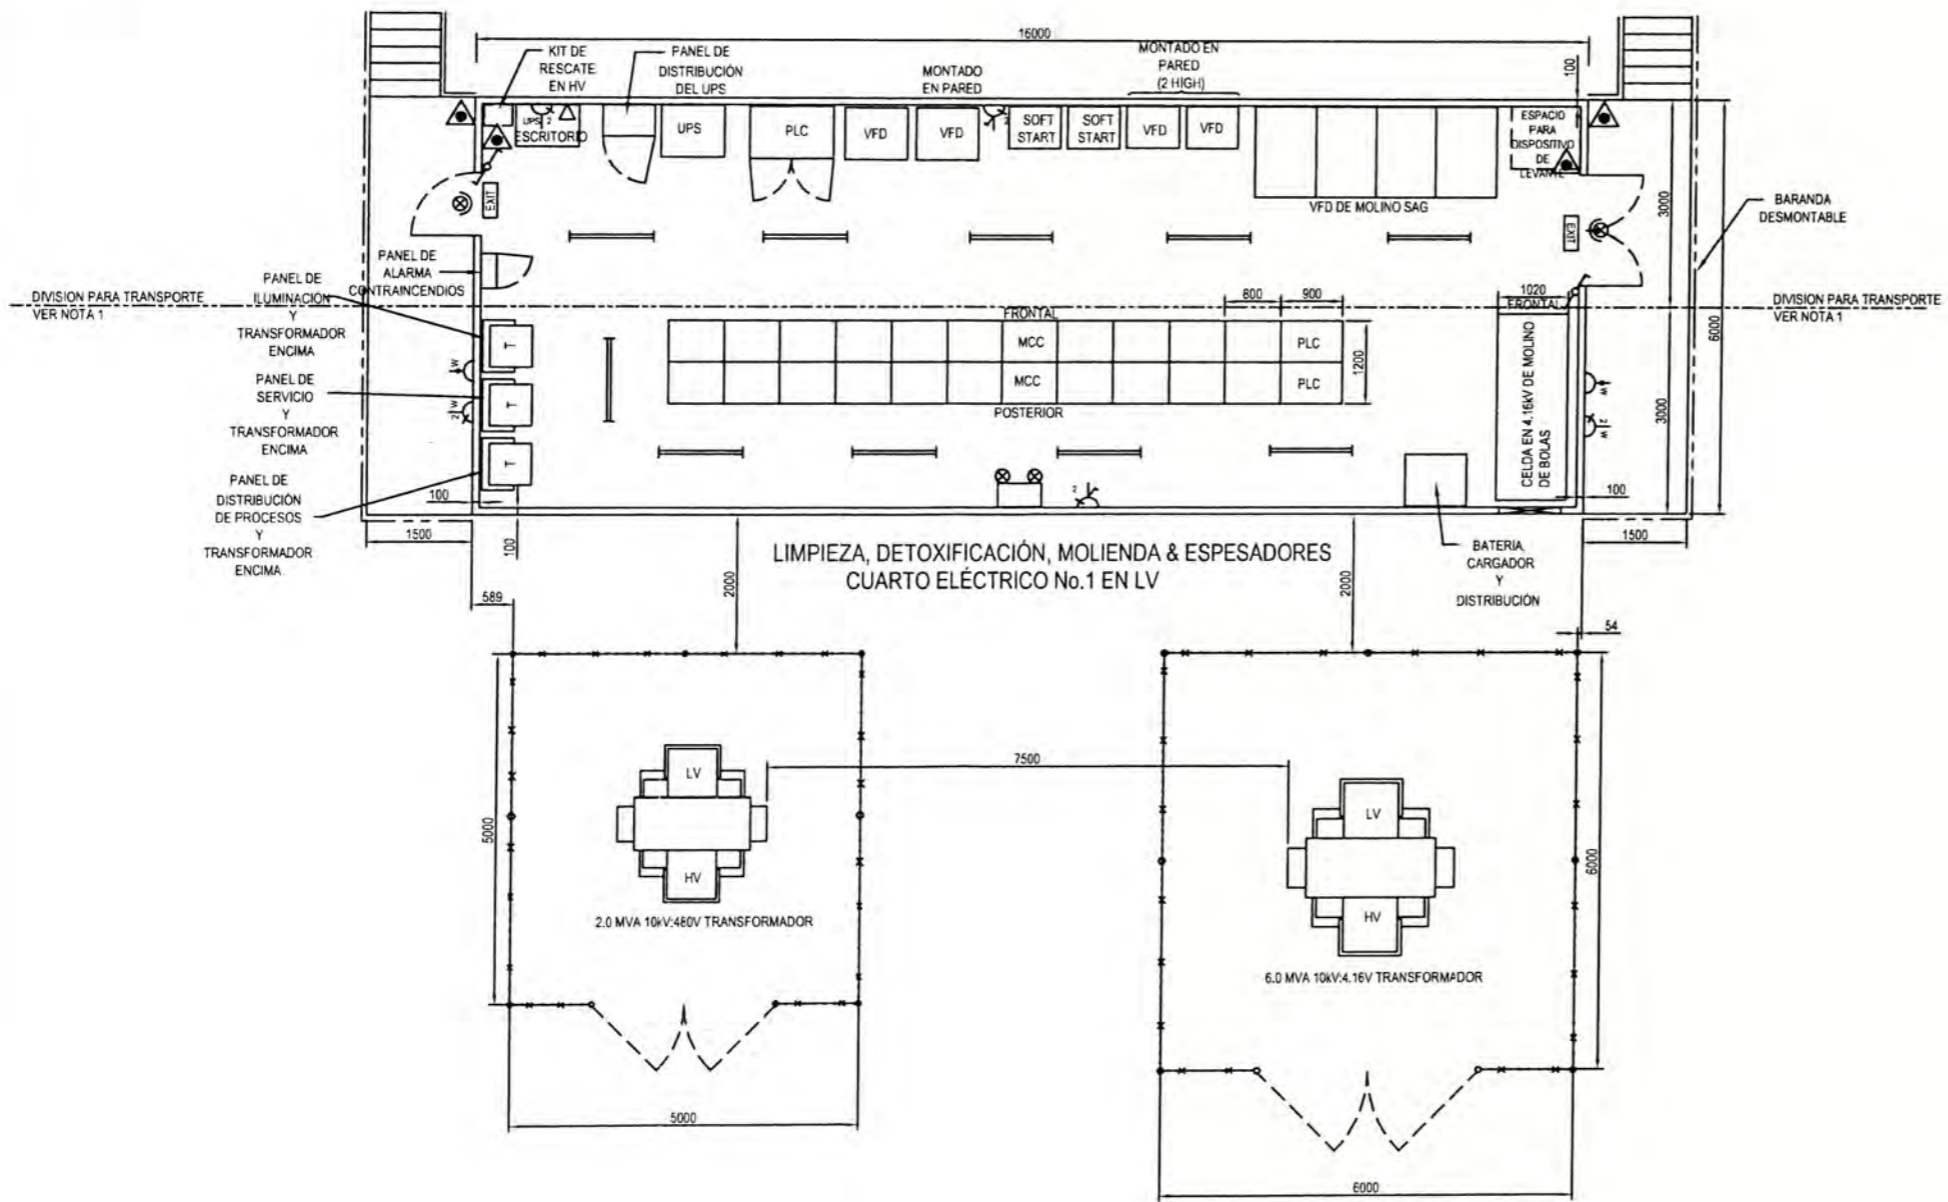 16000
KIT DE
RESCATE
EN HV
PANEL DE
DISTRIBUCIÓN
DEL UPS
MONTADO
EN PARED
MONTADO EN
PARED
(2 HIGH)
100
UPS 2
ESCRITORIO
UPS
PLC
VFD
VFD
2
SOFT
START
SOFT
START
VFD
VFD
ESPACIO
PARA
DISPOSITIVO
DE
LEVANTE
VFD DE MOLINO SAG
EXIT
EXIT
3000
BARANDA
DESMONTABLE
PANEL DE
ALARMA
CONTRAINCENDIOS
PANEL DE
ILUMINACIÓN
Y
TRANSFORMADOR
ENCIMA
DIVISION PARA TRANSPORTE
VER NOTA 1
DIVISION PARA TRANSPORTE
VER NOTA 1
FRONTAL
800
900
1020
FRONTAL
6000
T
W
MCC
PLC
1200
MCC
PLC
POSTERIOR
PANEL DE
SERVICIO
Y
TRANSFORMADOR
ENCIMA
T
2 W
T
CELDA EN 4.16kV DE MOLINO
DE BOLAS
W
2 W
3000
PANEL DE
DISTRIBUCIÓN
DE PROCESOS
Y
TRANSFORMADOR
ENCIMA
100
2
100
1500
100
1500
LIMPIEZA, DETOXIFICACIÓN, MOLIENDA & ESPESADORES
CUARTO ELÉCTRICO No.1 EN LV
BATERIA,
CARGADOR
Y
DISTRIBUCIÓN
2000
2000
589
54
7500
LV
HV
5000
2.0 MVA 10kV:480V TRANSFORMADOR
LV
HV
6000
6.0 MVA 10kV:4.16V TRANSFORMADOR
5000
6000